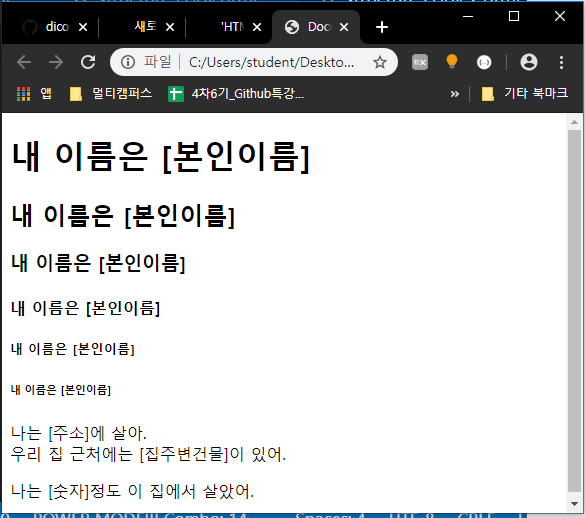 dico
새로
'HTM
Doc
파일 | C:/Users/student/Deskto...
앱 멀티캠퍼스 4차6기_Github특강... » 기타 북마크
내 이름은 [본인이름]
내 이름은 [본인이름]
내 이름은 [본인이름]
내 이름은 [본인이름]
내 이름은 [본인이름]
내 이름은 [본인이름]
나는 [주소]에 살아.
우리 집 근처에는 [집주변건물]이 있어.
나는 [숫자]정도 이 집에서 살았어.